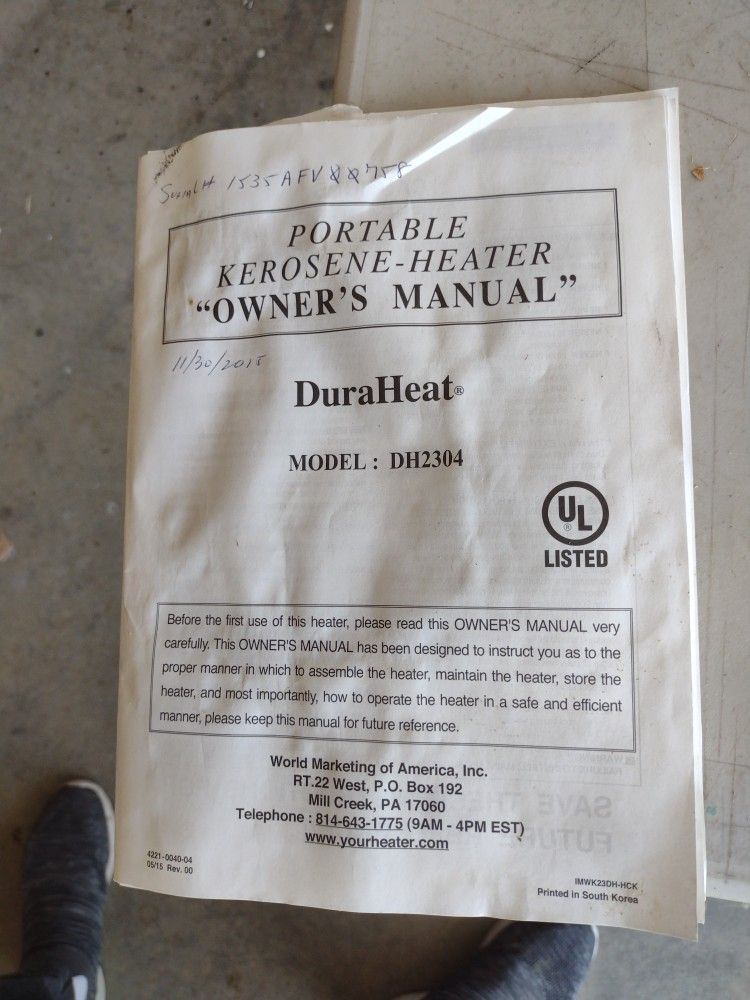 Serial# 1535AFV00758
PORTABLE
KEROSENE-HEATER
“OWNER’S MANUAL”
11/30/2015
DuraHeat®
MODEL : DH2304
UL
®
LISTED
Before the first use of this heater, please read this OWNER'S MANUAL very
carefully. This OWNER'S MANUAL has been designed to instruct you as to the
proper manner in which to assemble the heater, maintain the heater, store the
heater, and most importantly, how to operate the heater in a safe and efficient
manner, please keep this manual for future reference.
World Marketing of America, Inc.
RT.22 West, P.O. Box 192
Mill Creek, PA 17060
Telephone : 814-643-1775 (9AM - 4PM EST)
www.yourheater.com
4221-0040-04
05/15 Rev. 00
IMWK23DH-HCK
Printed in South Korea